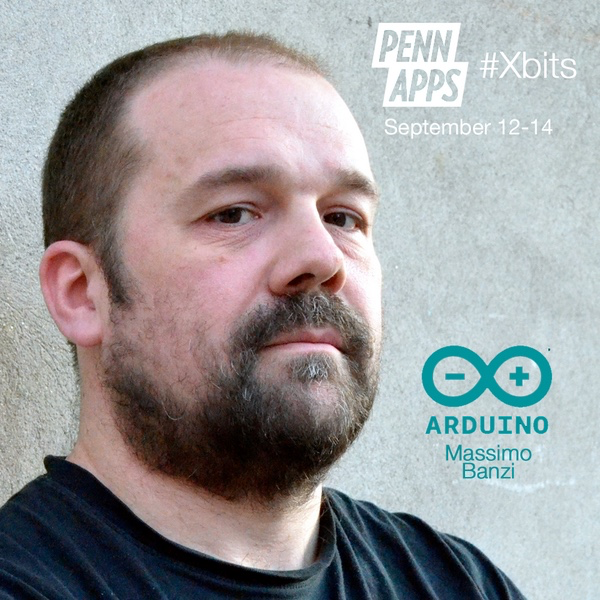 PENN
APPS
#Xbits
September 12-14
- +
ARDUINO
Massimo
Banzi